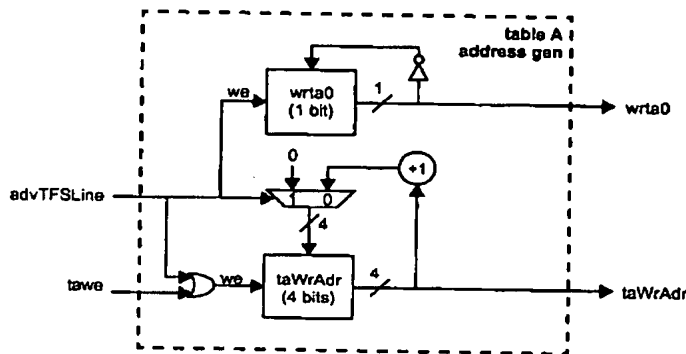 table A
address gen
we
wrta0
(1 bit)
1
wrta0
0
+1
advTFSLine
1 0
4
tawe
we
taWrAdr
(4 bits)
4
taWrAdr